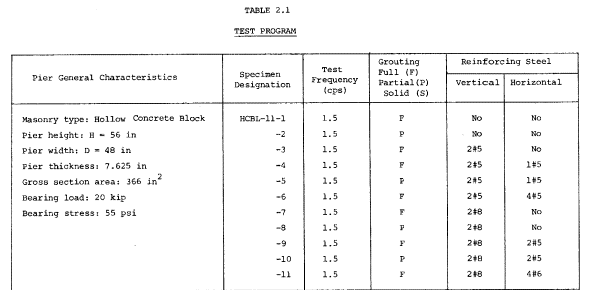 TABLE 2.1
TEST PROGRAM
Pier General Characteristics | Specimen Designation | Test Frequency (cps) | Grouting Full (F) Partial(P) Solid (S) | Reinforcing Steel
Vertical | Horizontal
Masonry type: Hollow Concrete Block | HCBL-11-1 | 1.5 | F | No | No
Pier height: H = 56 in | -2 | 1.5 | P | No | No
Pier width: D = 48 in | -3 | 1.5 | F | 2#5 | No
Pier thickness: 7.625 in | -4 | 1.5 | F | 2#5 | 1#5
Gross section area: 366 in2 | -5 | 1.5 | P | 2#5 | 1#5
Bearing load: 20 kip | -6 | 1.5 | F | 2#5 | 4#5
Bearing stress: 55 psi | -7 | 1.5 | F | 2#8 | No
-8 | 1.5 | P | 2#8 | No
-9 | 1.5 | F | 2#8 | 2#5
-10 | 1.5 | P | 2#8 | 2#5
-11 | 1.5 | F | 2#8 | 4#6